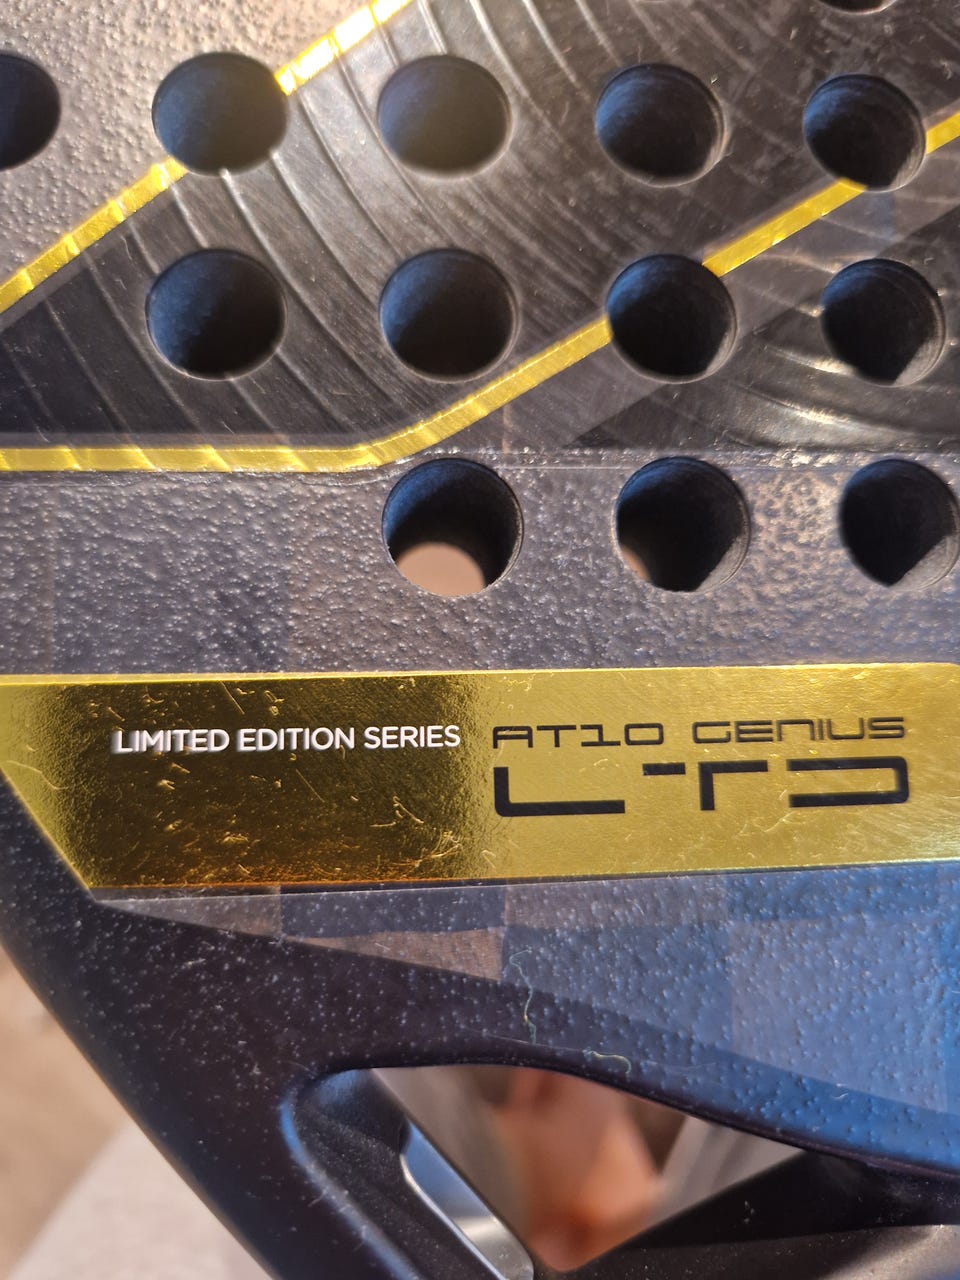 LIMITED EDITION SERIES
AT10 GENIUS
LTD